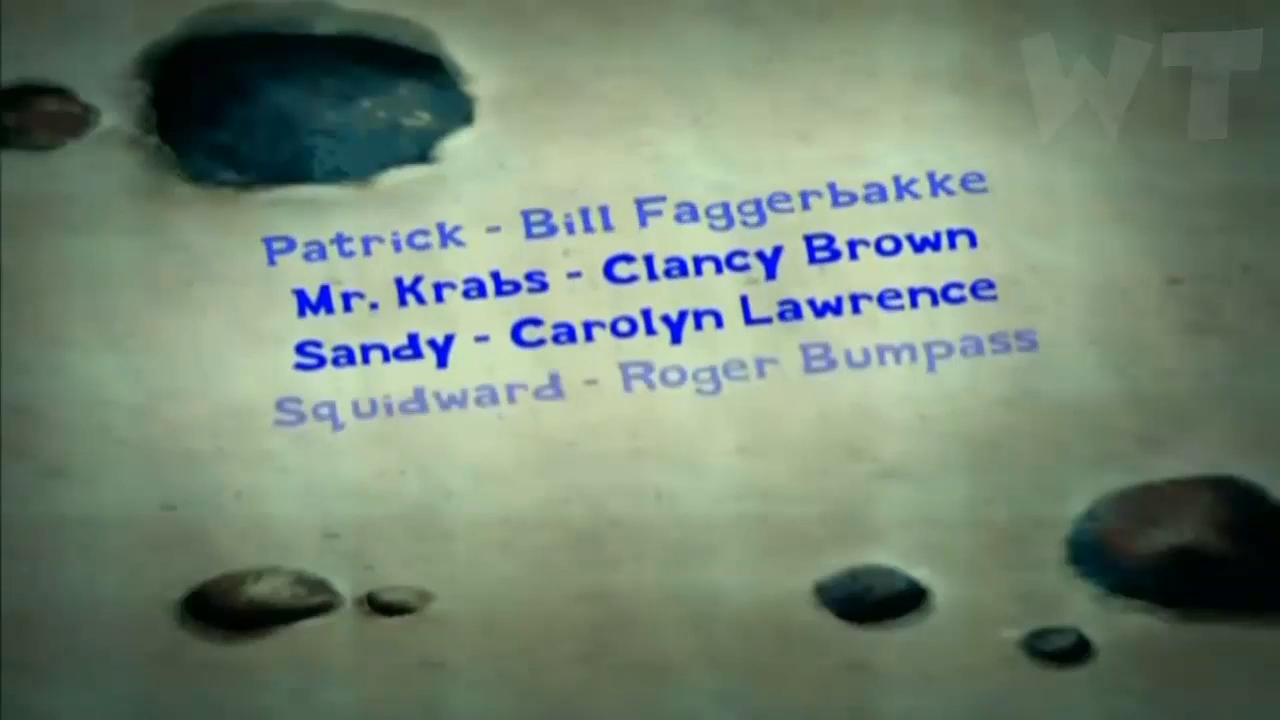 WT
Patrick - Bill Faggerbakke
Mr. Krabs - Clancy Brown
Sandy - Carolyn Lawrence
Squidward - Roger Bumpass